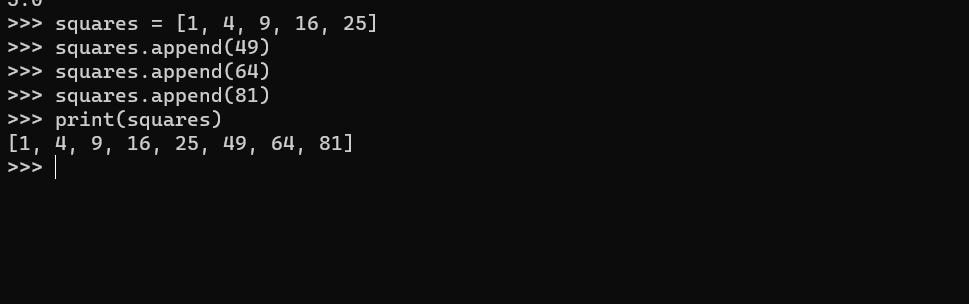 >>> squares = [1, 4, 9, 16, 25]
>>> squares.append(49)
>>> squares.append(64)
>>> squares.append(81)
>>> print(squares)
[1, 4, 9, 16, 25, 49, 64, 81]
>>>